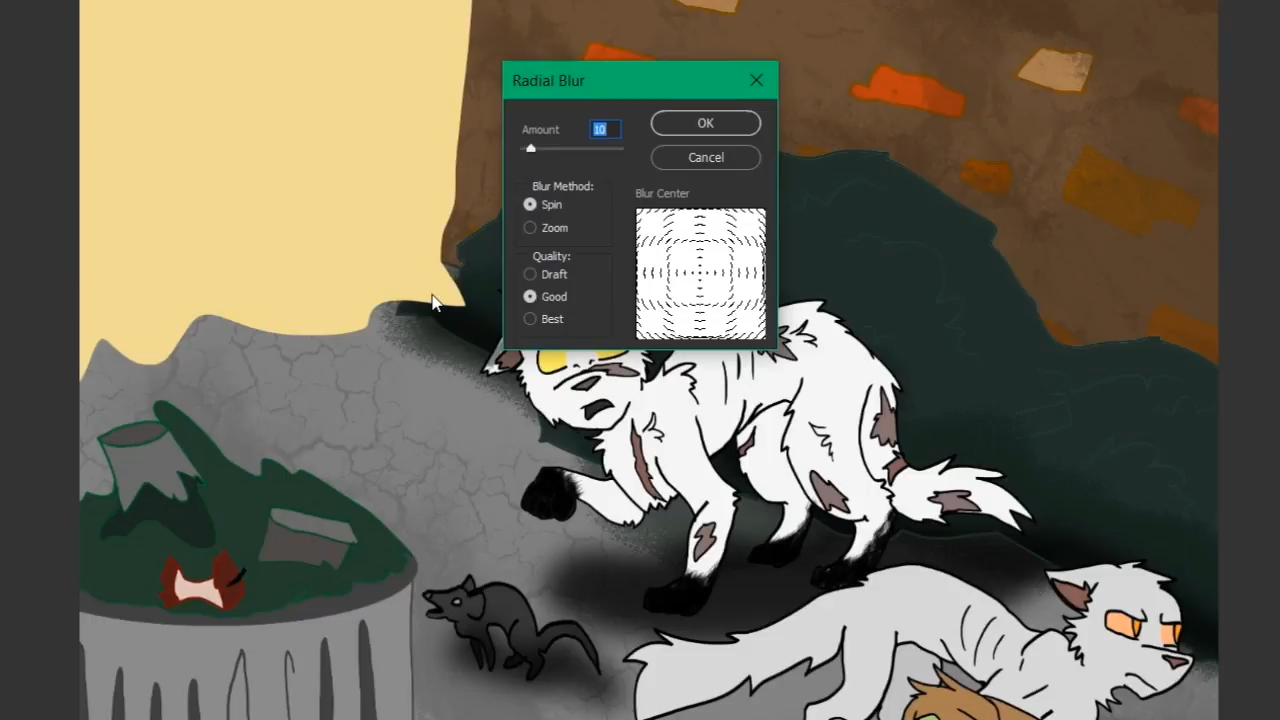 Radial Blur
Amount 10
OK
Cancel
Blur Method:
Spin
Zoom
Blur Center
Quality:
Draft
Good
Best